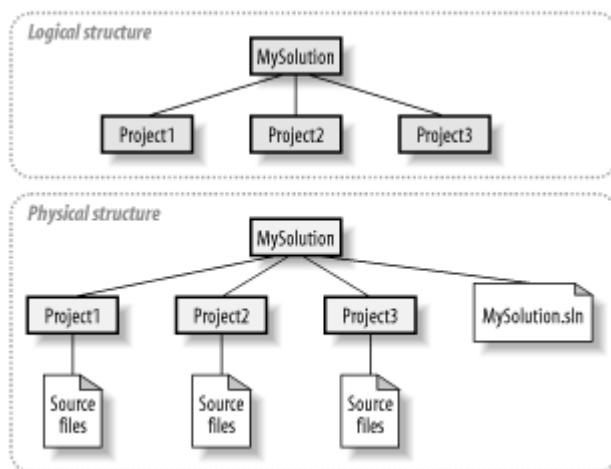 Logical structure
MySolution
Project1
Project2
Project3
Physical structure
MySolution
Project1
Project2
Project3
MySolution.sln
Source
files
Source
files
Source
files